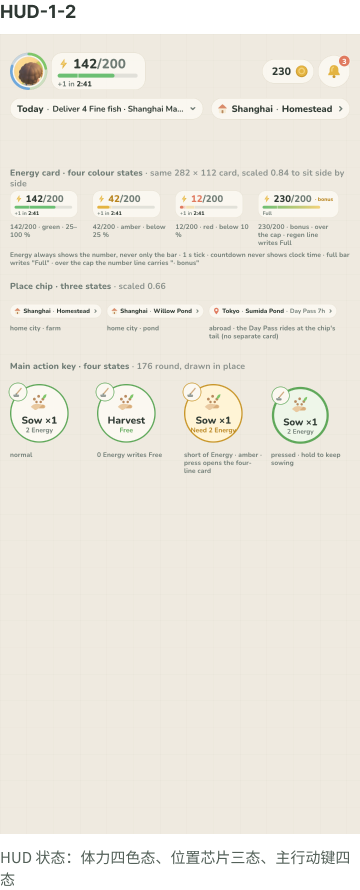 HUD-1-2
142/200
+1 in 2:41
230
3
Today · Deliver 4 Fine fish · Shanghai Ma...
Shanghai · Homestead
Energy card · four colour states · same 282 × 112 card, scaled 0.84 to sit side by
side
142/200
+1 in 2:41
42/200
+1 in 2:41
12/200
+1 in 2:41
230/200 · bonus
Full
142/200 · green · 25–
100 %
42/200 · amber · below
25 %
12/200 · red · below 10
%
230/200 · bonus · over
the cap · regen line
writes Full
Energy always shows the number, never only the bar · 1 s tick · countdown never shows clock time · full bar
writes "Full" · over the cap the number line carries "· bonus"
Place chip · three states · scaled 0.66
Shanghai · Homestead
Shanghai · Willow Pond
Tokyo · Sumida Pond · Day Pass 7h
home city · farm
home city · pond
abroad · the Day Pass rides at the chip's
tail (no separate card)
Main action key · four states · 176 round, drawn in place
Sow ×1
2 Energy
Harvest
Free
Sow ×1
Need 2 Energy
Sow ×1
2 Energy
normal
0 Energy writes Free
short of Energy · amber ·
press opens the four-
line card
pressed · hold to keep
sowing
HUD 状态：体力四色态、位置芯片三态、主行动键四
态